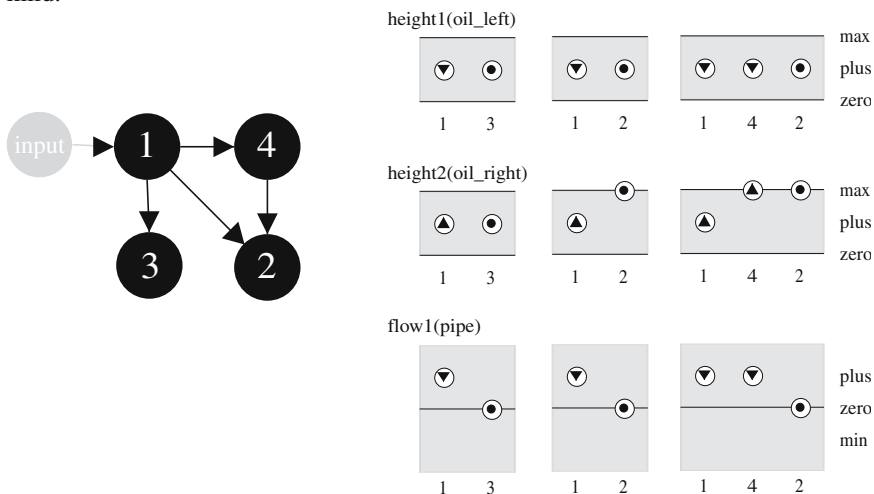 height1(oil_left)
max
plus
zero
1 3 1 2 1 4 2
input 1 4
3 2
height2(oil_right)
max
plus
zero
1 3 1 2 1 4 2
flow1(pipe)
plus
zero
min
1 3 1 2 1 4 2